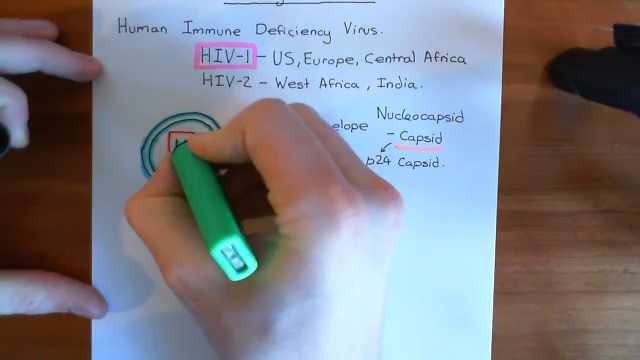 Human Immune Deficiency Virus.
HIV-1 - US, Europe, Central Africa
HIV-2 - West Africa, India.
elope Nucleocapsid
- Capsid
p24 Capsid.